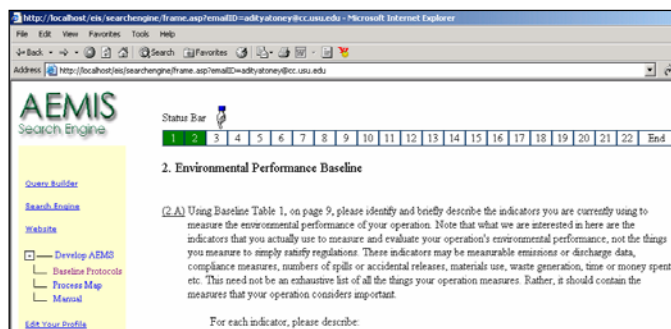 http://localhost/eis/searchengine/frame.asp?emailID=adityatoney@cc.usu.edu - Microsoft Internet Explorer
File Edit View Favorites Tools Help
Back Search Favorites
Address http://localhost/eis/searchengine/frame.asp?emailID=adityatoney@cc.usu.edu
AEMIS
Search Engine
Status Bar
1 2 3 4 5 6 7 8 9 10 11 12 13 14 15 16 17 18 19 20 21 22 End
2. Environmental Performance Baseline
Query Builder
Search Engine
Website
Develop AEMS
Baseline Protocols
Process Map
Manual
Edit Your Profile
(2.A) Using Baseline Table 1, on page 9, please identify and briefly describe the indicators you are currently using to
measure the environmental performance of your operation. Note that what we are interested in here are the
indicators that you actually use to measure and evaluate your operation's environmental performance, not the things
you measure to simply satisfy regulations. These indicators may be measurable emissions or discharge data,
compliance measures, numbers of spills or accidental releases, materials use, waste generation, time or money spent
etc. This need not be an exhaustive list of all the things your operation measures. Rather, it should contain the
measures that your operation considers important.
For each indicator, please describe: